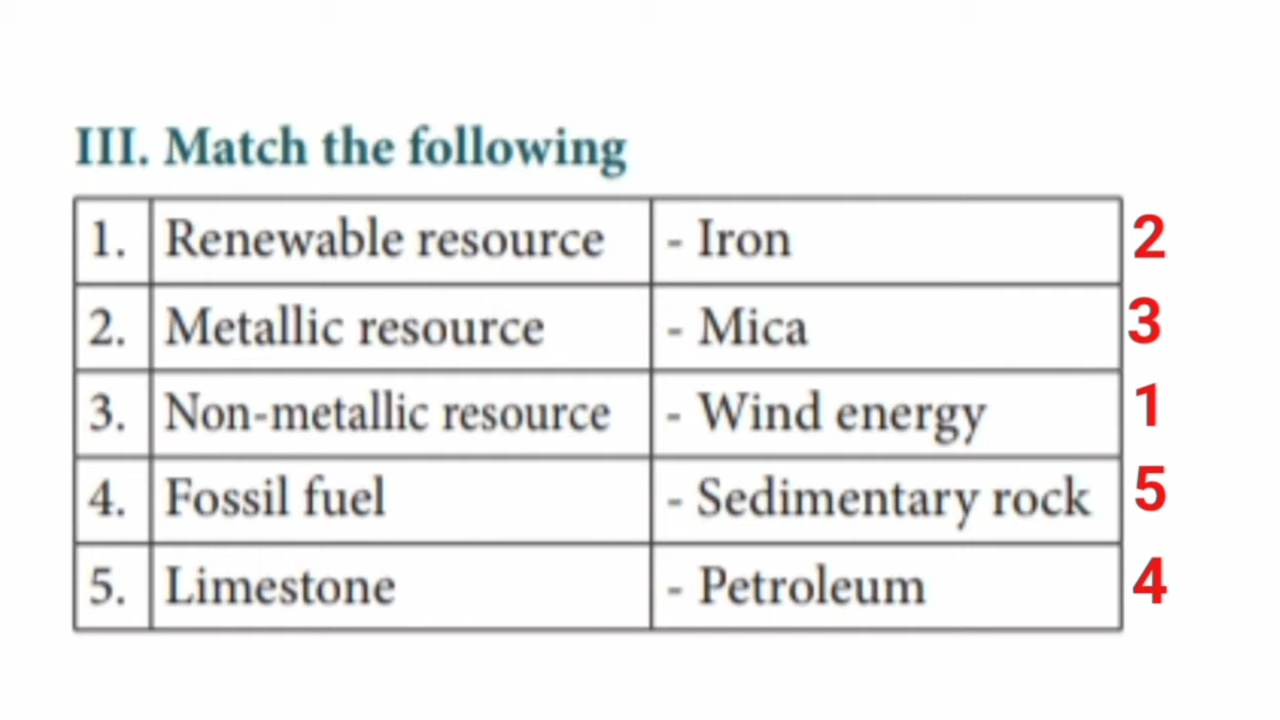 III. Match the following
1. Renewable resource - Iron 2
2. Metallic resource - Mica 3
3. Non-metallic resource - Wind energy 1
4. Fossil fuel - Sedimentary rock 5
5. Limestone - Petroleum 4